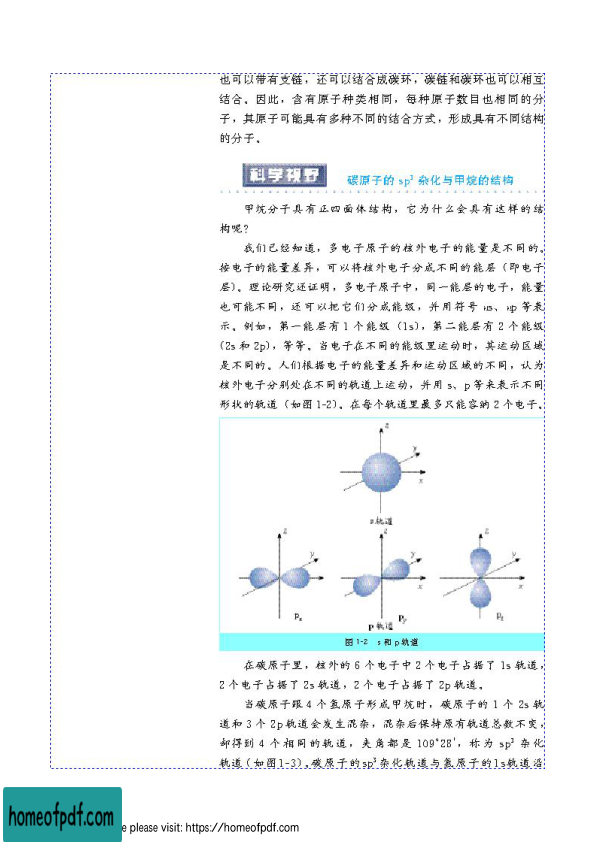 也可以带有支链，还可以结合成碳环，碳链和碳环也可以相互
结合。因此，含有原子种类相同，每种原子数目也相同的分
子，其原子可能具有多种不同的结合方式，形成具有不同结构
的分子。
科学视野
碳原子的 sp³ 杂化与甲烷的结构
甲烷分子具有正四面体结构，它为什么会具有这样的结
构呢？
我们已经知道，多电子原子的核外电子的能量是不同的。
按电子的能量差异，可以将核外电子分成不同的能层（即电子
层）。理论研究还证明，多电子原子中，同一能层的电子，能量
也可能不同，还可以把它们分成能级，并用符号 ns、np 等表
示。例如，第一能层有 1 个能级（1s），第二能层有 2 个能级
（2s 和 2p），等等。当电子在不同的能级里运动时，其运动区域
是不同的。人们根据电子的能量差异和运动区域的不同，认为
核外电子分别处在不同的轨道上运动，并用 s、p 等来表示不同
形状的轨道（如图 1-2）。在每个轨道里最多只能容纳 2 个电子。
z
y
x
s 轨道
z
y
pₓ
z
y
x
p_y
p 轨道
z
y
x
p_z
图 1-2 s 和 p 轨道
在碳原子里，核外的 6 个电子中 2 个电子占据了 1s 轨道，
2 个电子占据了 2s 轨道，2 个电子占据了 2p 轨道。
当碳原子跟 4 个氢原子形成甲烷时，碳原子的 1 个 2s 轨
道和 3 个 2p 轨道会发生混杂，混杂后保持原有轨道总数不变，
却得到 4 个相同的轨道，夹角都是 109°28′，称为 sp³ 杂化
轨道（如图1-3）。碳原子的 sp³ 杂化轨道与氢原子的 1s 轨道沿
homeofpdf.com
e please visit: https://homeofpdf.com